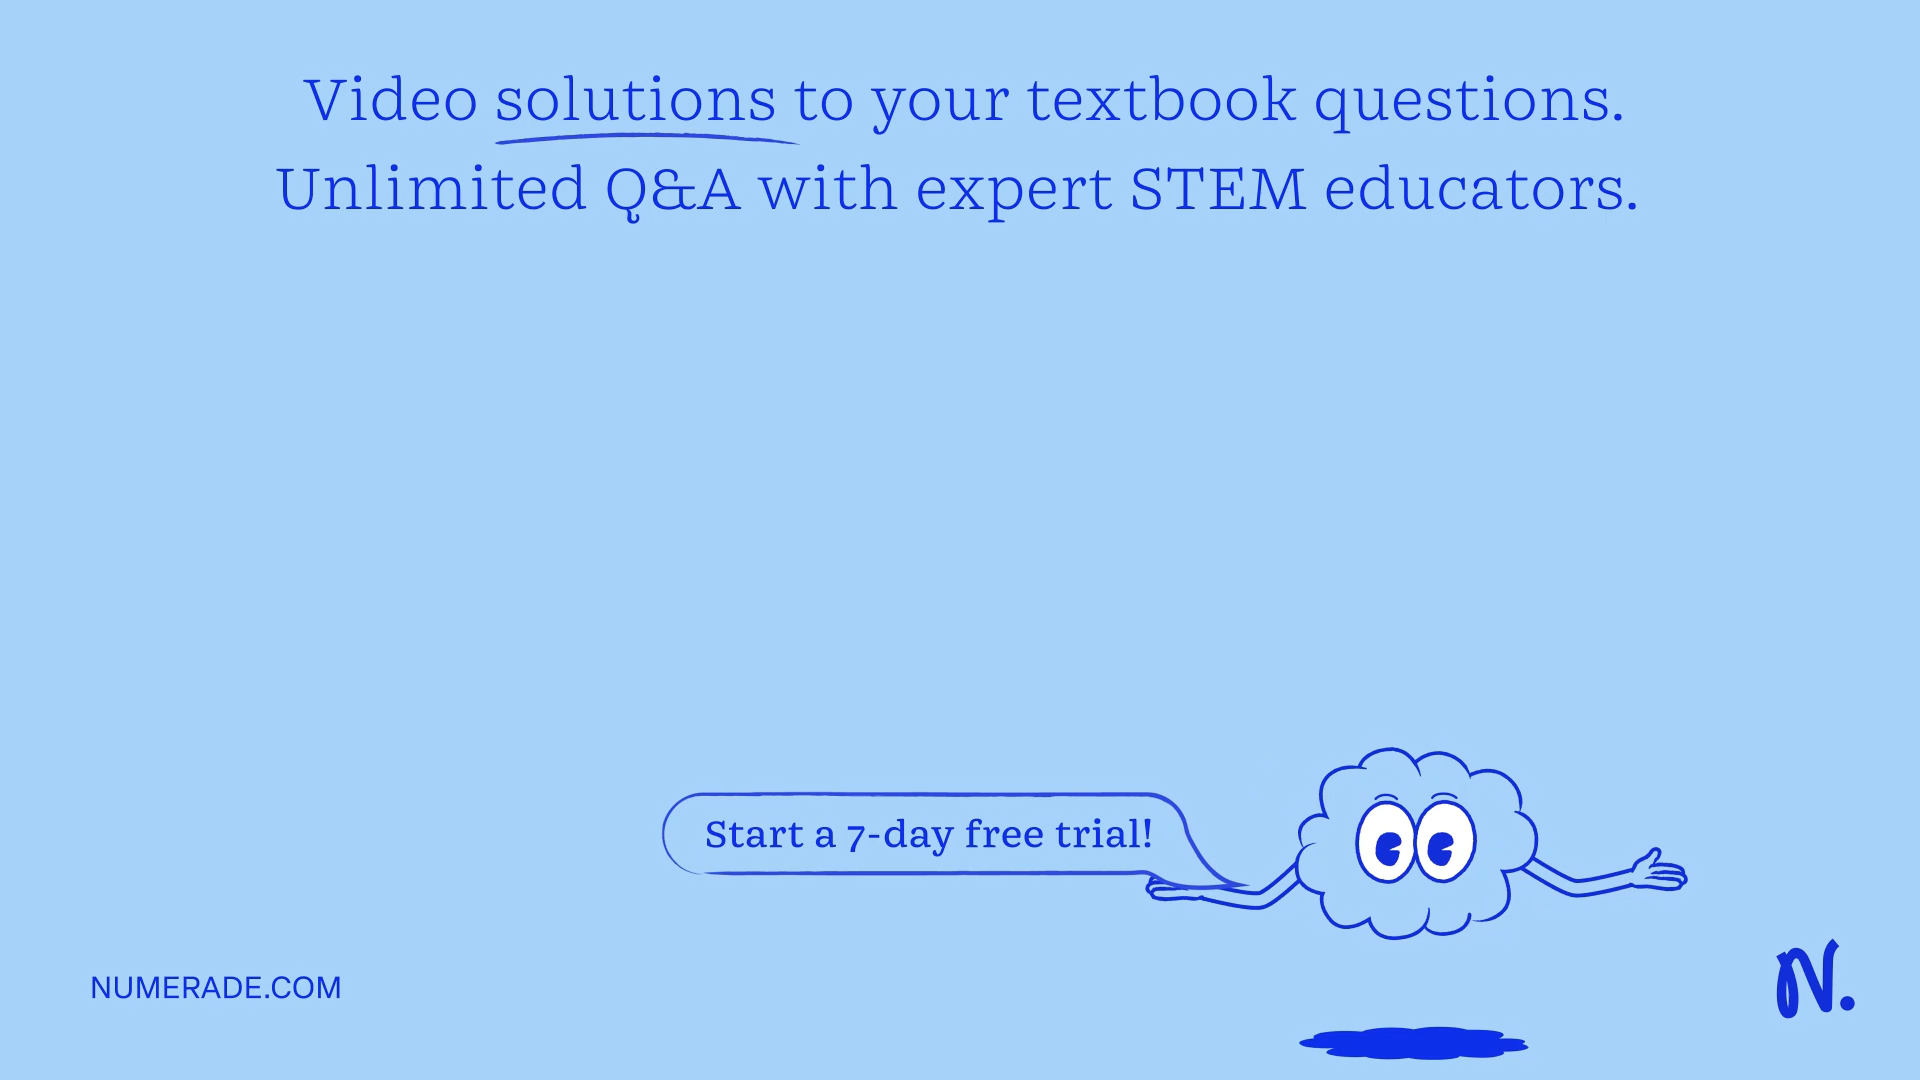 Video solutions to your textbook questions.
Unlimited Q&A with expert STEM educators.
Start a 7-day free trial!
NUMERADE.COM
N.